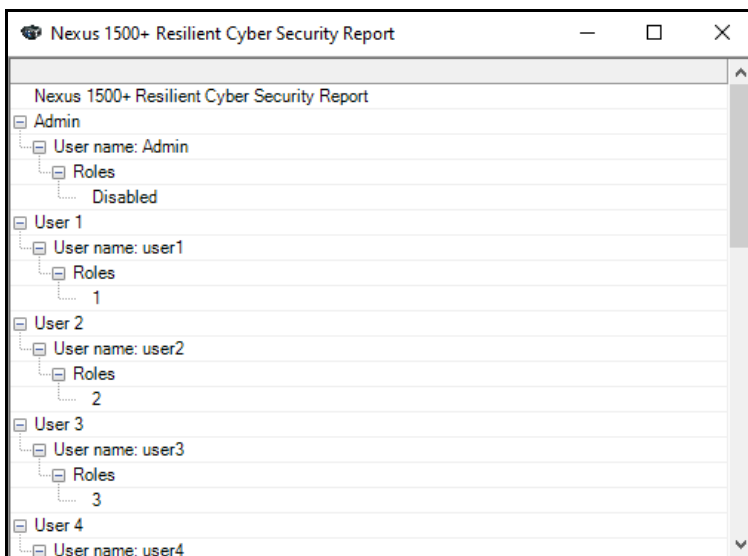 Nexus 1500+ Resilient Cyber Security Report
Nexus 1500+ Resilient Cyber Security Report
Admin
User name: Admin
Roles
Disabled
User 1
User name: user1
Roles
1
User 2
User name: user2
Roles
2
User 3
User name: user3
Roles
3
User 4
User name: user4